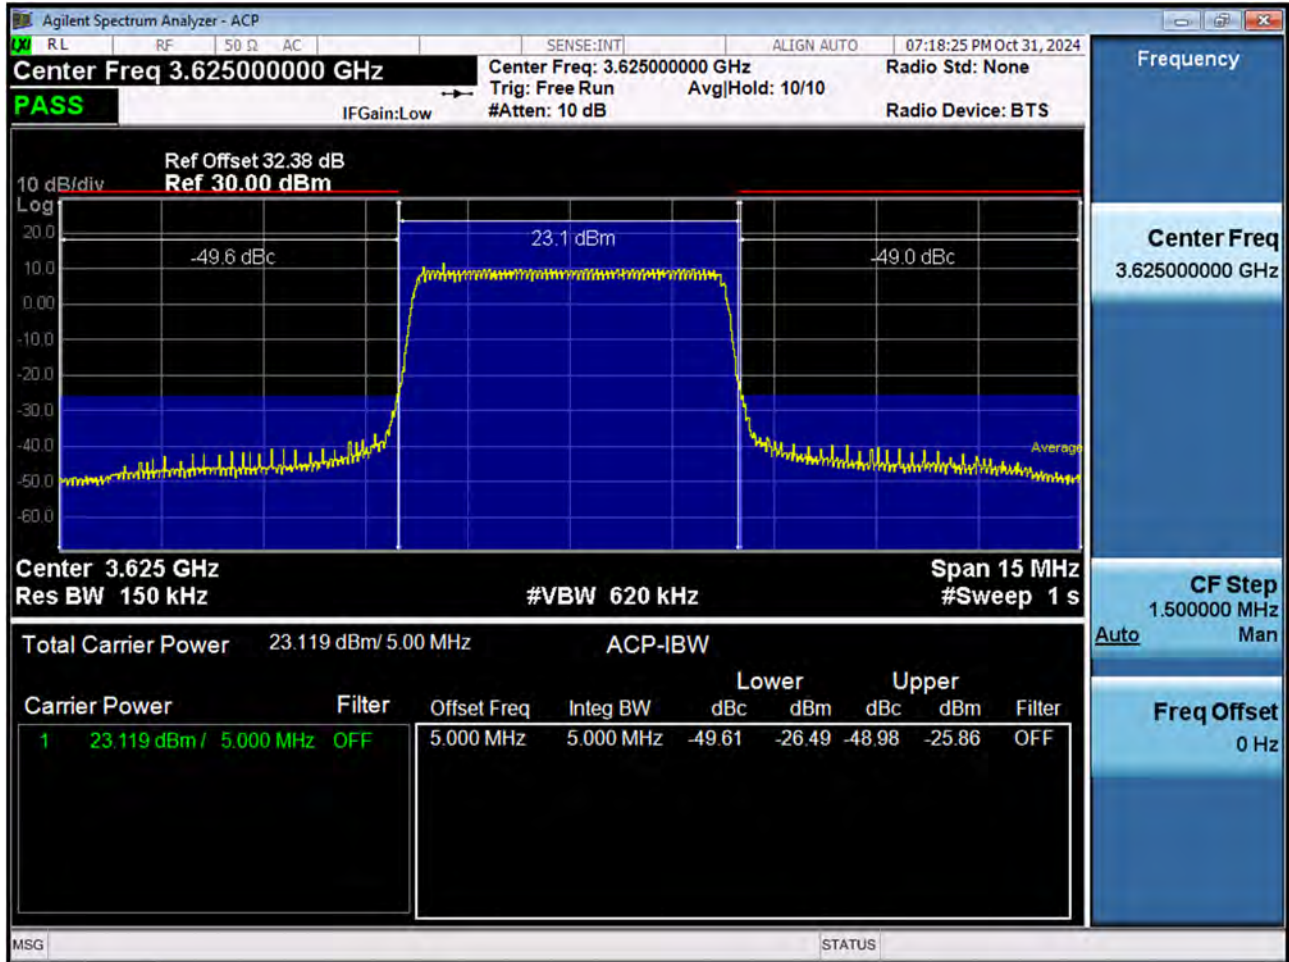 Agilent Spectrum Analyzer - ACP
LXI RL RF 50 Ω AC SENSE:INT ALIGN AUTO 07:18:25 PM Oct 31, 2024
Center Freq 3.625000000 GHz
Center Freq: 3.625000000 GHz Radio Std: None
Trig: Free Run Avg|Hold: 10/10
PASS
IFGain:Low #Atten: 10 dB Radio Device: BTS
Ref Offset 32.38 dB
10 dB/div Ref 30.00 dBm
Log
20.0
10.0
0.00
-10.0
-20.0
-30.0
-40.0
-50.0
-60.0
-49.6 dBc
23.1 dBm
-49.0 dBc
Average
Center 3.625 GHz Span 15 MHz
Res BW 150 kHz #VBW 620 kHz #Sweep 1 s
Total Carrier Power 23.119 dBm/ 5.00 MHz ACP-IBW
Lower Upper
Carrier Power Filter Offset Freq Integ BW dBc dBm dBc dBm Filter
1 23.119 dBm / 5.000 MHz OFF 5.000 MHz 5.000 MHz -49.61 -26.49 -48.98 -25.86 OFF
MSG STATUS
Frequency
Center Freq
3.625000000 GHz
CF Step
1.500000 MHz
Auto Man
Freq Offset
0 Hz